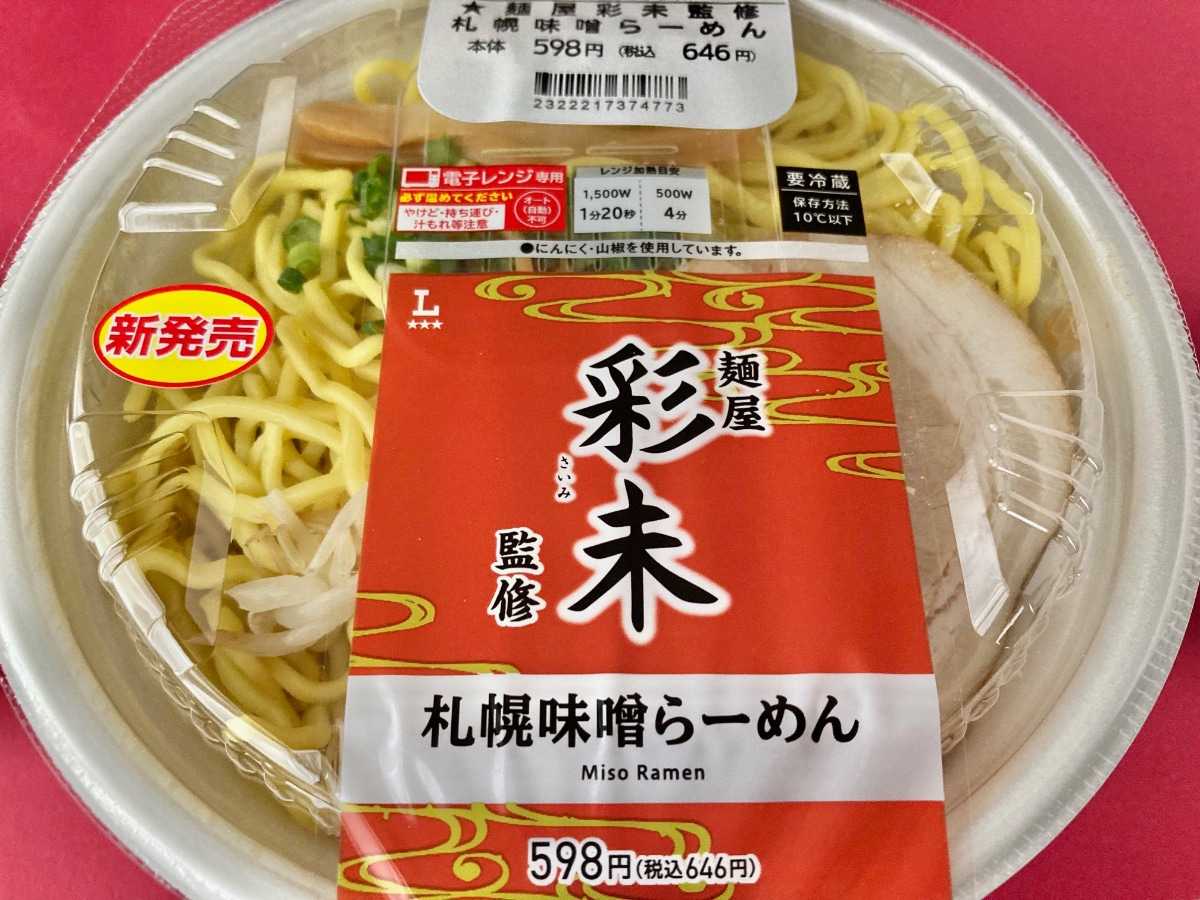 ★麺屋彩未監修
札幌味噌らーめん
本体 598円 (税込 646円)
2322217374773
電子レンジ専用
必ず温めてください
やけど・持ち運び・
汁もれ等注意
オート
(自動)
不可
レンジ加熱目安
1,500W
1分20秒
500W
4分
要冷蔵
保存方法
10℃以下
●にんにく・山椒を使用しています。
新発売
L
★★★
麺屋
彩未
さいみ
監修
札幌味噌らーめん
Miso Ramen
598円(税込646円)